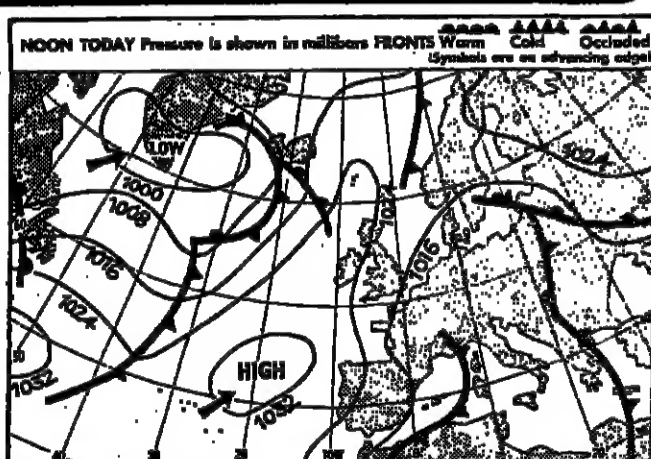 NOON TODAY Pressure is shown in millibars FRONTS Warm Cold Occluded
(Symbols are on advancing edge)
LOW
1000
1008
1016
1024
1032
HIGH
1032
1024
1016
1024